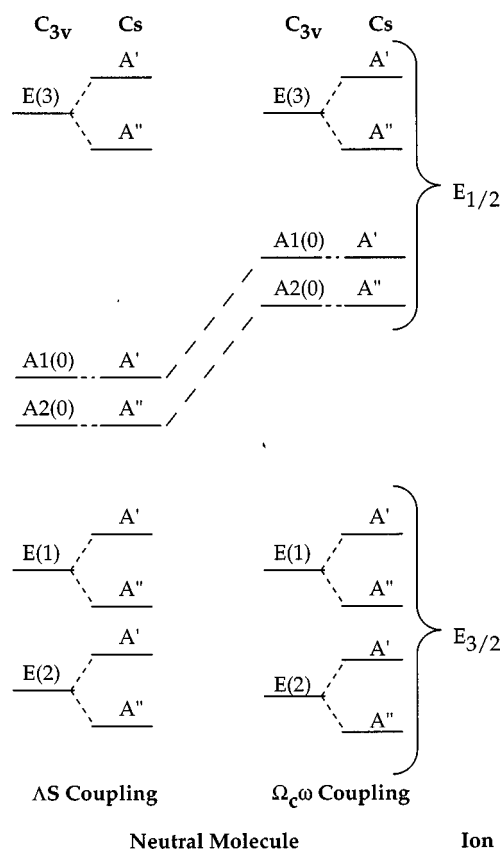 C3v Cs C3v Cs
A' A'
E(3) E(3)
A" A"
E1/2
A1(0) A'
A2(0) A"
A1(0) A'
A2(0) A"
A' A'
E(1) E(1)
A" A"
E3/2
A' A'
E(2) E(2)
A" A"
ΛS Coupling Ωcω Coupling
Neutral Molecule Ion